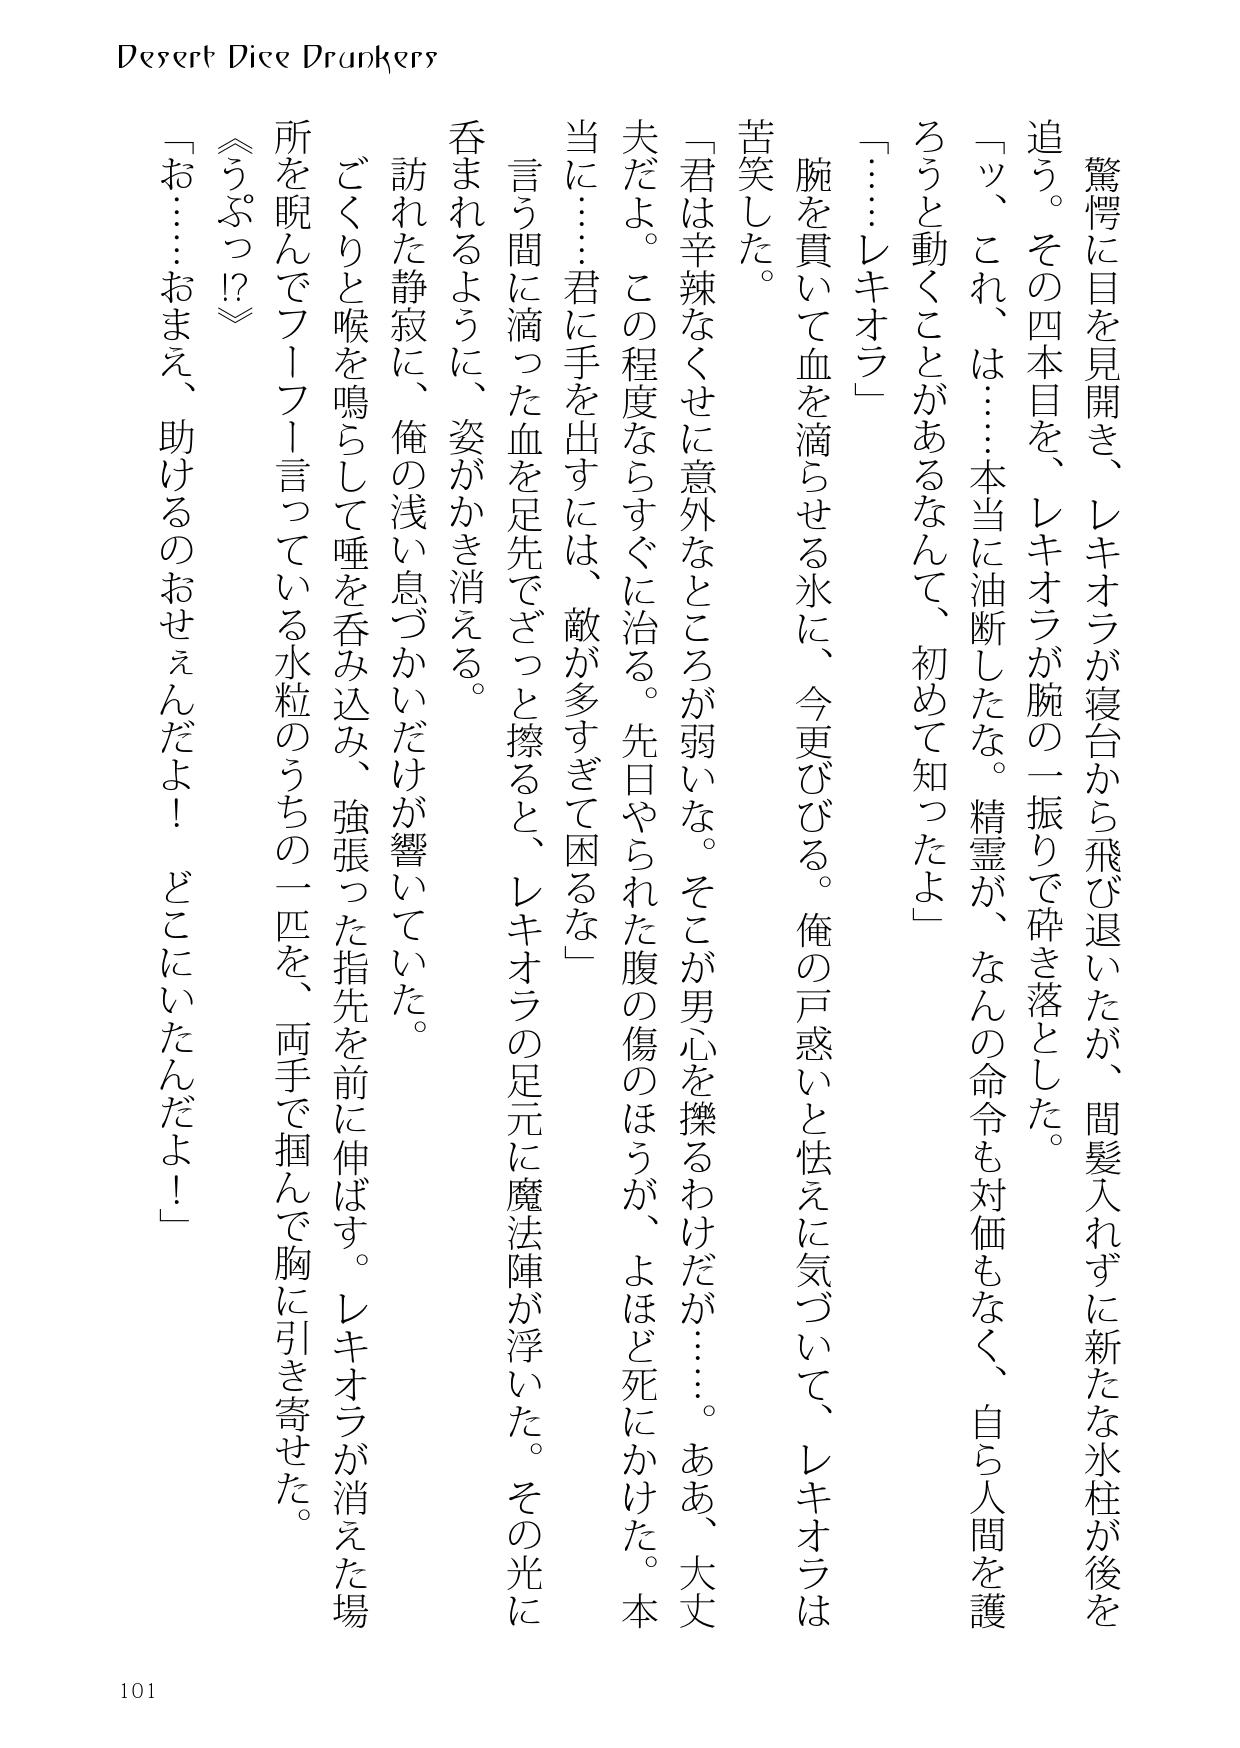 Desert Dice Drunkers
　驚愕に目を見開き、レキオラが寝台から飛び退いたが、間髪入れずに新たな氷柱が後を
追う。その四本目を、レキオラが腕の一振りで砕き落とした。
「ッ、これ、は……本当に油断したな。精霊が、なんの命令も対価もなく、自ら人間を護
ろうと動くことがあるなんて、初めて知ったよ」
「……レキオラ」
　腕を貫いて血を滴らせる氷に、今更びびる。俺の戸惑いと怯えに気づいて、レキオラは
苦笑した。
「君は辛辣なくせに意外なところが弱いな。そこが男心を擽るわけだが……。ああ、大丈
夫だよ。この程度ならすぐに治る。先日やられた腹の傷のほうが、よほど死にかけた。本
当に……君に手を出すには、敵が多すぎて困るな」
　言う間に滴った血を足先でざっと擦ると、レキオラの足元に魔法陣が浮いた。その光に
呑まれるように、姿がかき消える。
　訪れた静寂に、俺の浅い息づかいだけが響いていた。
　ごくりと喉を鳴らして唾を呑み込み、強張った指先を前に伸ばす。レキオラが消えた場
所を睨んでフーフー言っている水粒のうちの一匹を、両手で掴んで胸に引き寄せた。
《うぷっ!?》
「お……おまえ、助けるのおせぇんだよ！　どこにいたんだよ！」
101